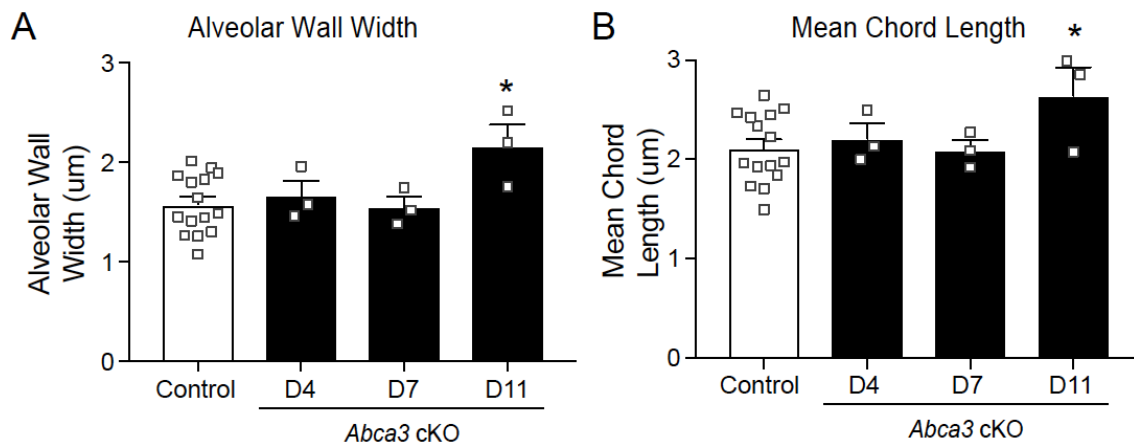 A
Alveolar Wall Width
Alveolar Wall
Width (um)
3
2
1
0
*
Control
D4
D7
D11
Abca3 cKO
B
Mean Chord Length
Mean Chord
Length (um)
3
2
1
0
*
Control
D4
D7
D11
Abca3 cKO